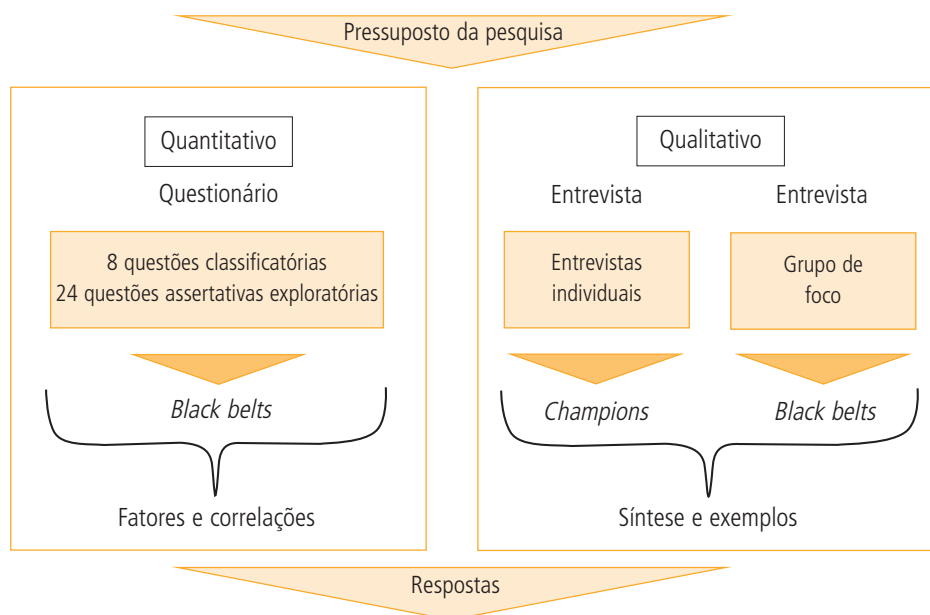 Pressuposto da pesquisa
Quantitativo
Questionário
8 questões classificatórias
24 questões assertativas exploratórias
Black belts
Fatores e correlações
Qualitativo
Entrevista
Entrevistas
individuais
Champions
Entrevista
Grupo de
foco
Black belts
Síntese e exemplos
Respostas